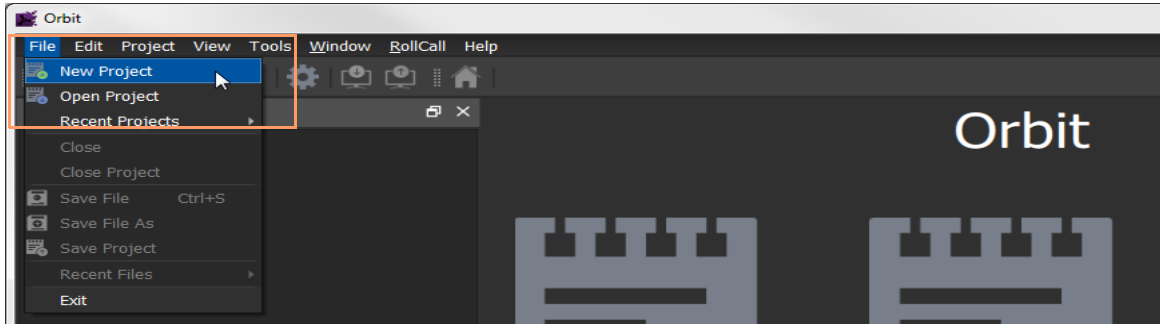 Orbit
File Edit Project View Tools Window RollCall Help
New Project
Open Project
Recent Projects
Close
Close Project
Save File Ctrl+S
Save File As
Save Project
Recent Files
Exit
Orbit